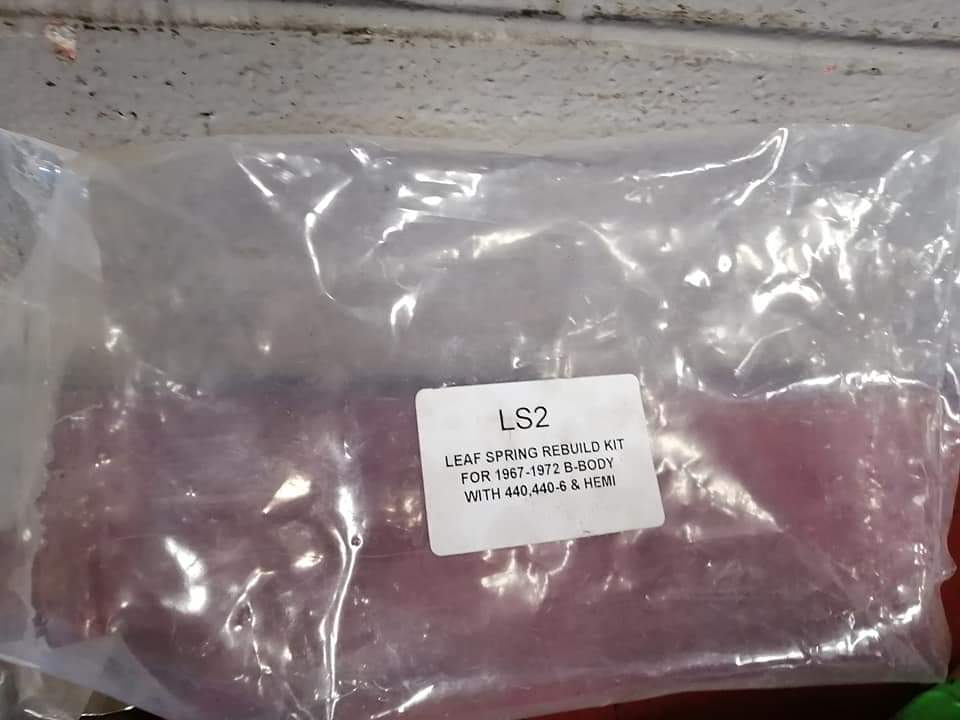 LS2
LEAF SPRING REBUILD KIT
FOR 1967-1972 B-BODY
WITH 440,440-6 & HEMI